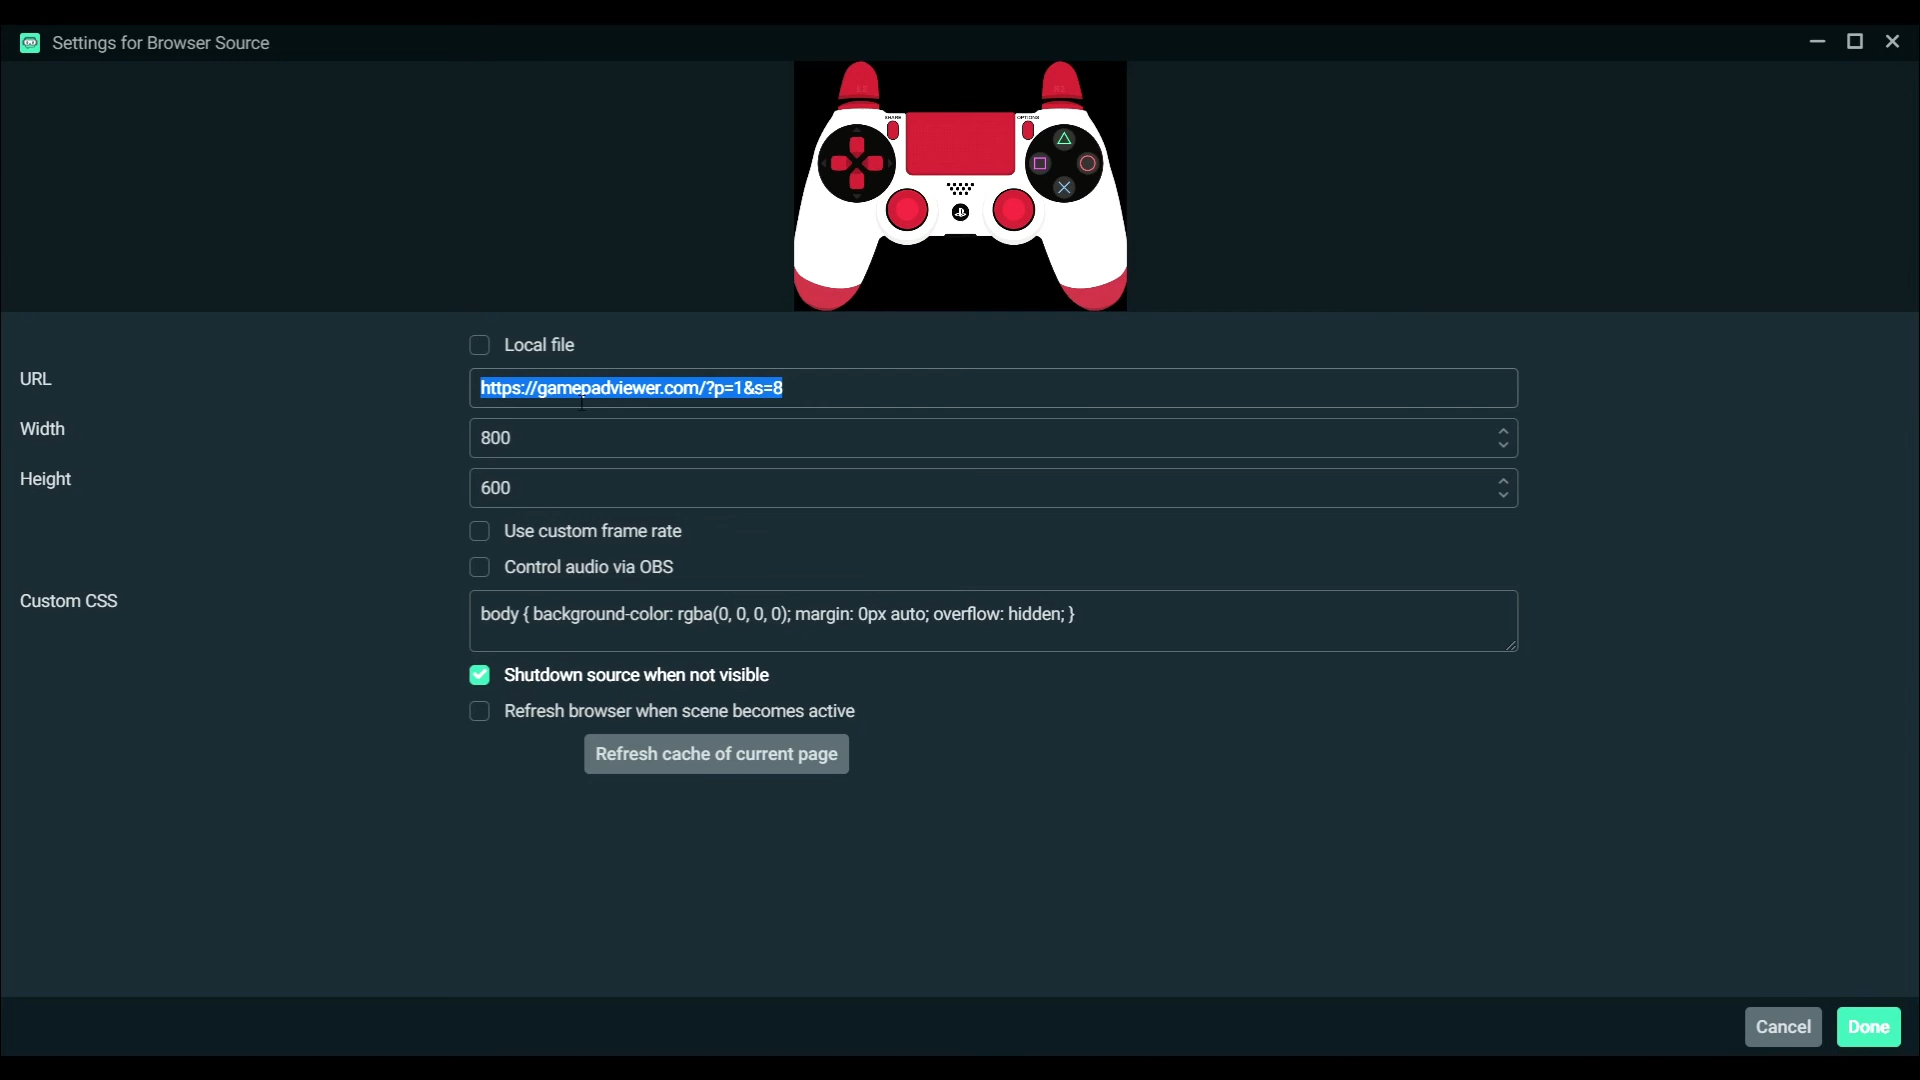 Settings for Browser Source
SHARE
OPTIONS
Local file
URL
https://gamepadviewer.com/?p=1&s=8
Width
800
Height
600
Use custom frame rate
Control audio via OBS
Custom CSS
body { background-color: rgba(0, 0, 0, 0); margin: 0px auto; overflow: hidden; }
Shutdown source when not visible
Refresh browser when scene becomes active
Refresh cache of current page
Cancel
Done